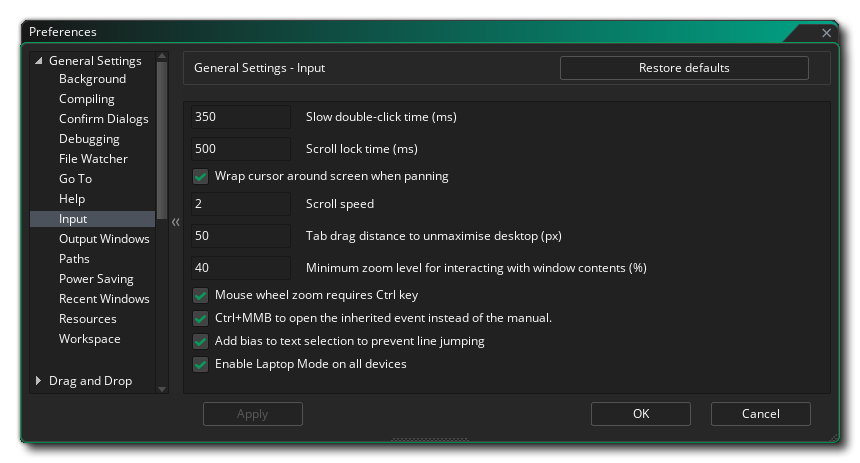 Preferences
General Settings
Background
Compiling
Confirm Dialogs
Debugging
File Watcher
Go To
Help
Input
Output Windows
Paths
Power Saving
Recent Windows
Resources
Workspace
Drag and Drop
General Settings - Input
Restore defaults
350 Slow double-click time (ms)
500 Scroll lock time (ms)
Wrap cursor around screen when panning
2 Scroll speed
50 Tab drag distance to unmaximise desktop (px)
40 Minimum zoom level for interacting with window contents (%)
Mouse wheel zoom requires Ctrl key
Ctrl+MMB to open the inherited event instead of the manual.
Add bias to text selection to prevent line jumping
Enable Laptop Mode on all devices
Apply
OK
Cancel